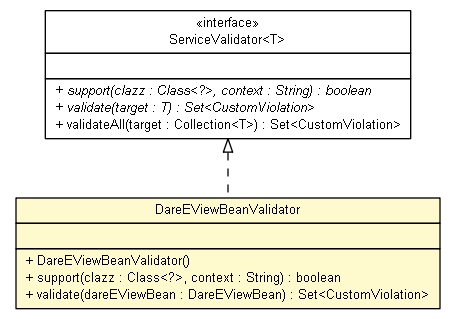 «interface»
ServiceValidator<T>
+ support(clazz : Class<?>, context : String) : boolean
+ validate(target : T) : Set<CustomViolation>
+ validateAll(target : Collection<T>) : Set<CustomViolation>
DareEViewBeanValidator
+ DareEViewBeanValidator()
+ support(clazz : Class<?>, context : String) : boolean
+ validate(dareEViewBean : DareEViewBean) : Set<CustomViolation>